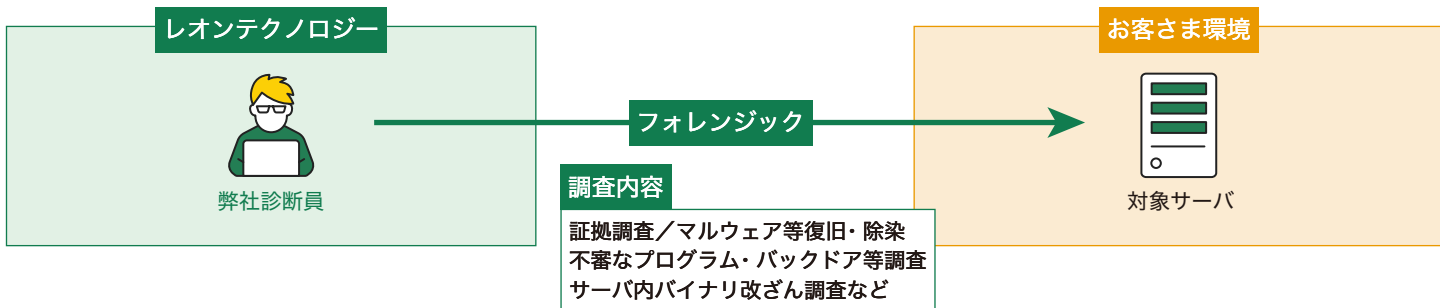 レオンテクノロジー
お客さま環境
フォレンジック
弊社診断員
対象サーバ
調査内容
証拠調査／マルウェア等復旧・除染
不審なプログラム・バックドア等調査
サーバ内バイナリ改ざん調査など